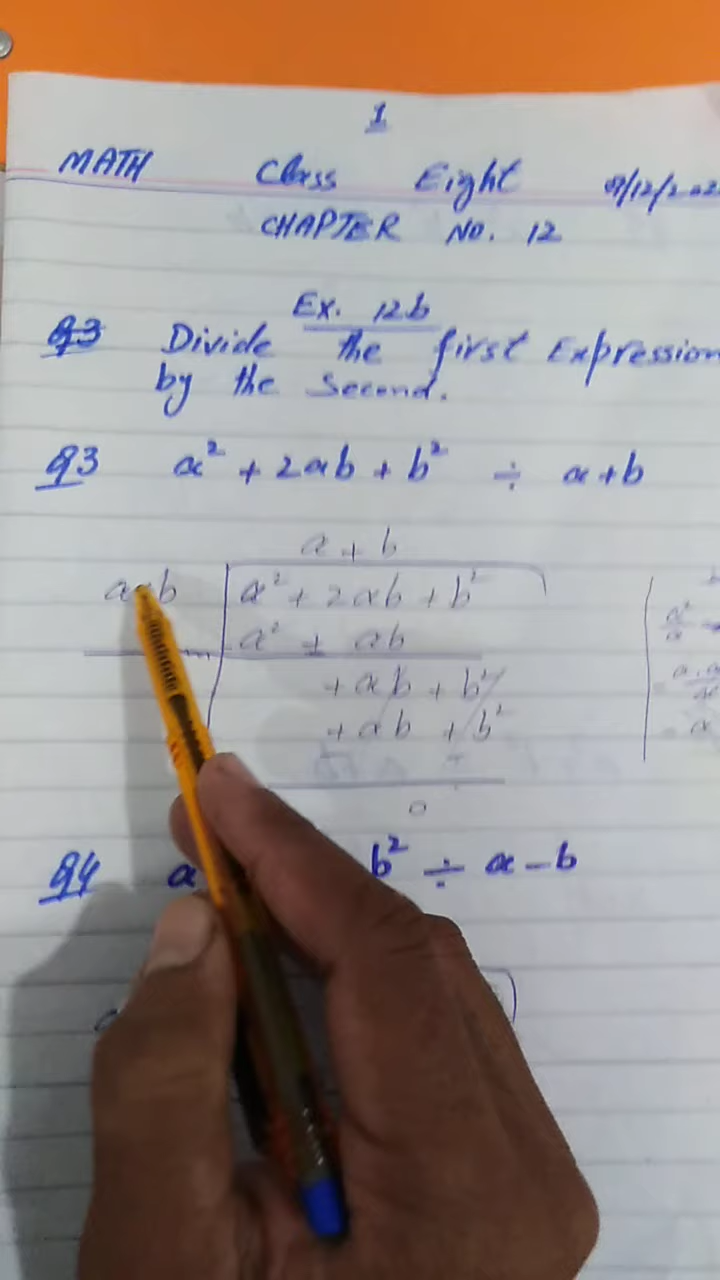 1
MATH Class Eight
CHAPTER NO. 12
Ex. 12b
Q3 Divide the first Expression
by the Second.
Q3 a² + 2ab + b² ÷ a+b
a + b
a+b a² + 2ab + b²
a² + ab
+ ab + b²
+ ab + b²
0
Q4 a b² ÷ a - b